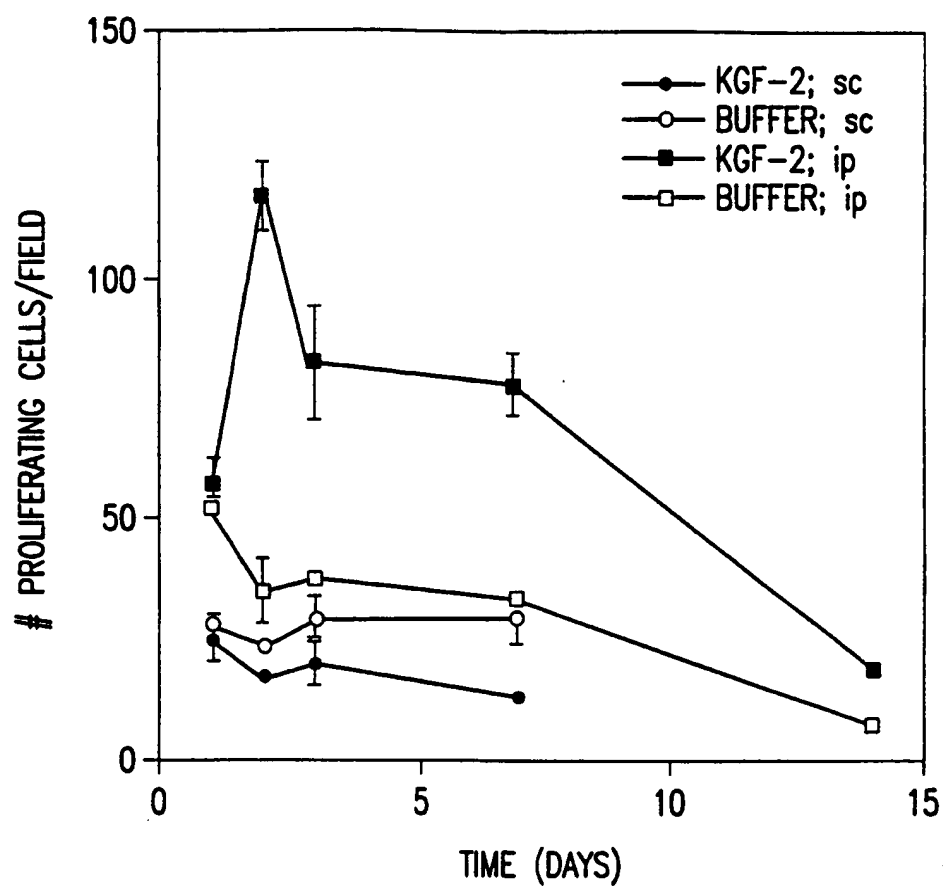 150
100
50
0
# PROLIFERATING CELLS/FIELD
KGF-2; sc
BUFFER; sc
KGF-2; ip
BUFFER; ip
0
5
10
15
TIME (DAYS)